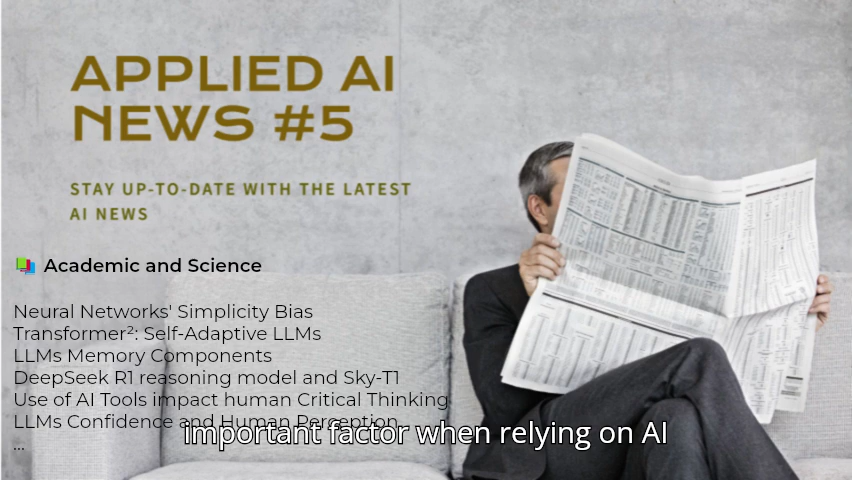 APPLIED AI
NEWS #5
STAY UP-TO-DATE WITH THE LATEST
AI NEWS
Academic and Science
Neural Networks' Simplicity Bias
Transformer²: Self-Adaptive LLMs
LLMs Memory Components
DeepSeek R1 reasoning model and Sky-T1
Use of AI Tools impact human Critical Thinking
LLMs Confidence and Human Perception
...
important factor when relying on AI